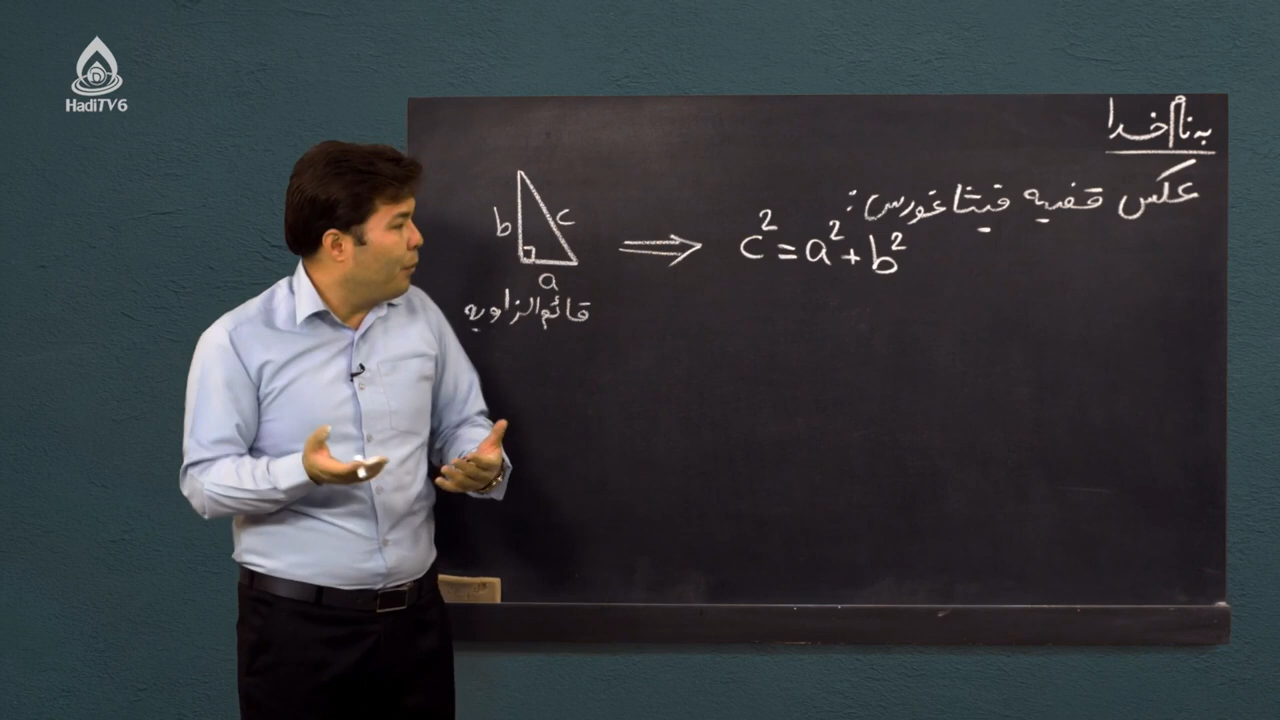 HadiTV6
به نام خدا
عکس قضیه فیثاغورس:
b
c
a
قائم الزاویه
⇒ c² = a² + b²